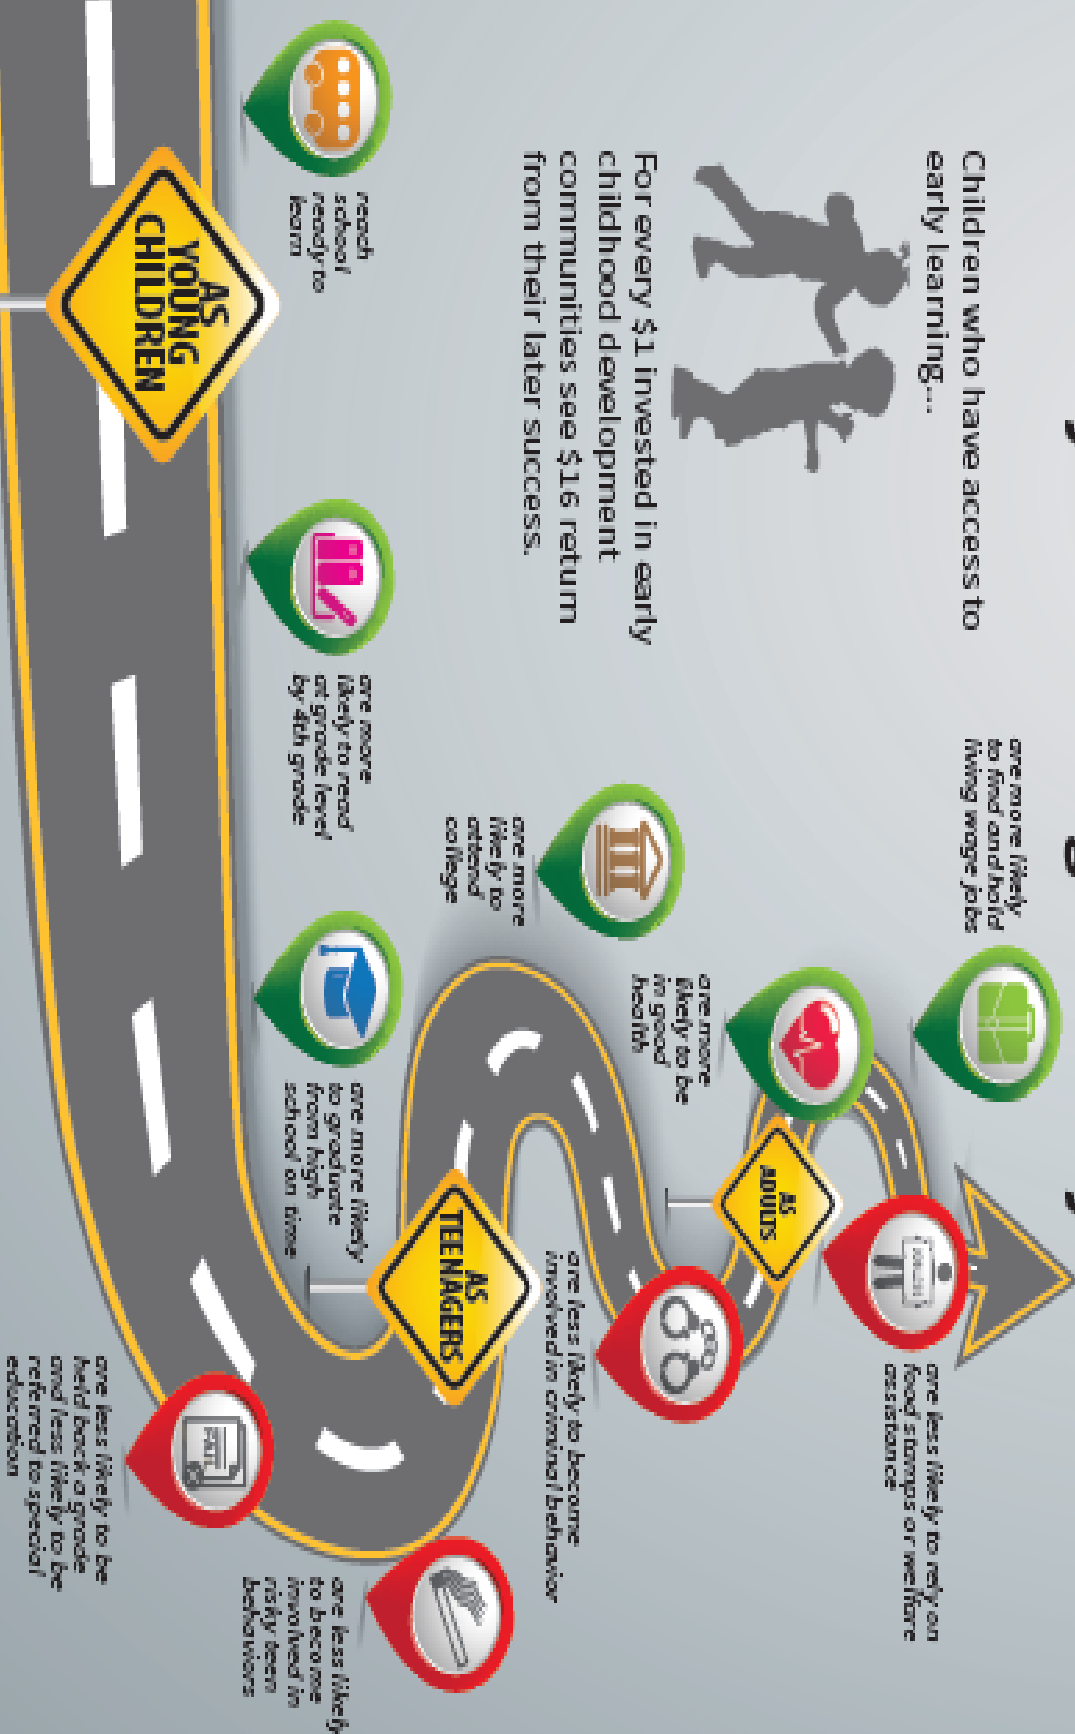 Children who have access to
early learning...
For every $1 invested in early
childhood development
communities see $16 return
from their later success.
AS
YOUNG
CHILDREN
reach
school
ready to
learn
are more
likely to read
at grade level
by 4th grade
are more likely
to graduate
from high
school on time
are less likely to be
held back a grade
and less likely to be
referred to special
education
FAIL
AS
TEENAGERS
are less likely
to become
involved in
risky teen
behaviors
are more
likely to
attend
college
are less likely to become
involved in criminal behavior
AS
ADULTS
are more
likely to be
in good
health
are less likely to rely on
food stamps or welfare
assistance
JOBLESS
are more likely
to find and hold
living wage jobs